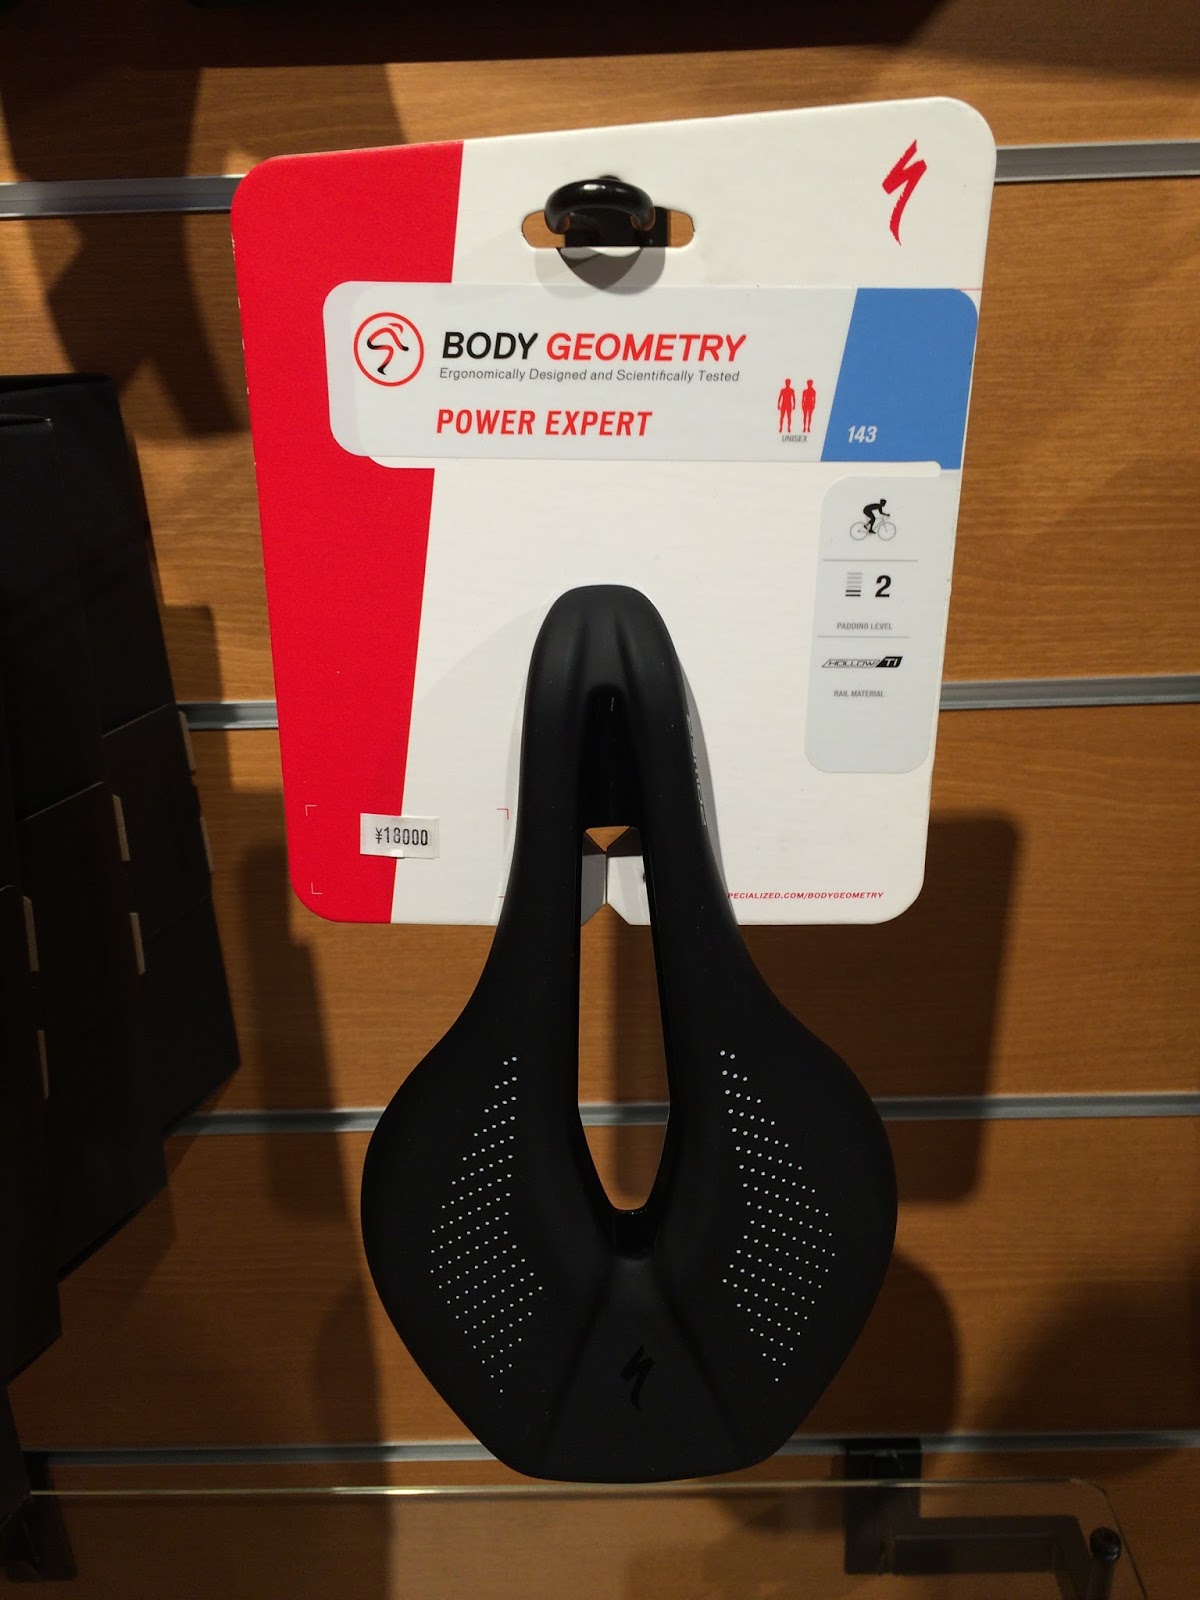 BODY GEOMETRY
Ergonomically Designed and Scientifically Tested
POWER EXPERT
UNISEX
143
2
PADDING LEVEL
HOLLOW TI
RAIL MATERIAL
POWER
¥18000
PECIALIZED.COM/BODYGEOMETRY